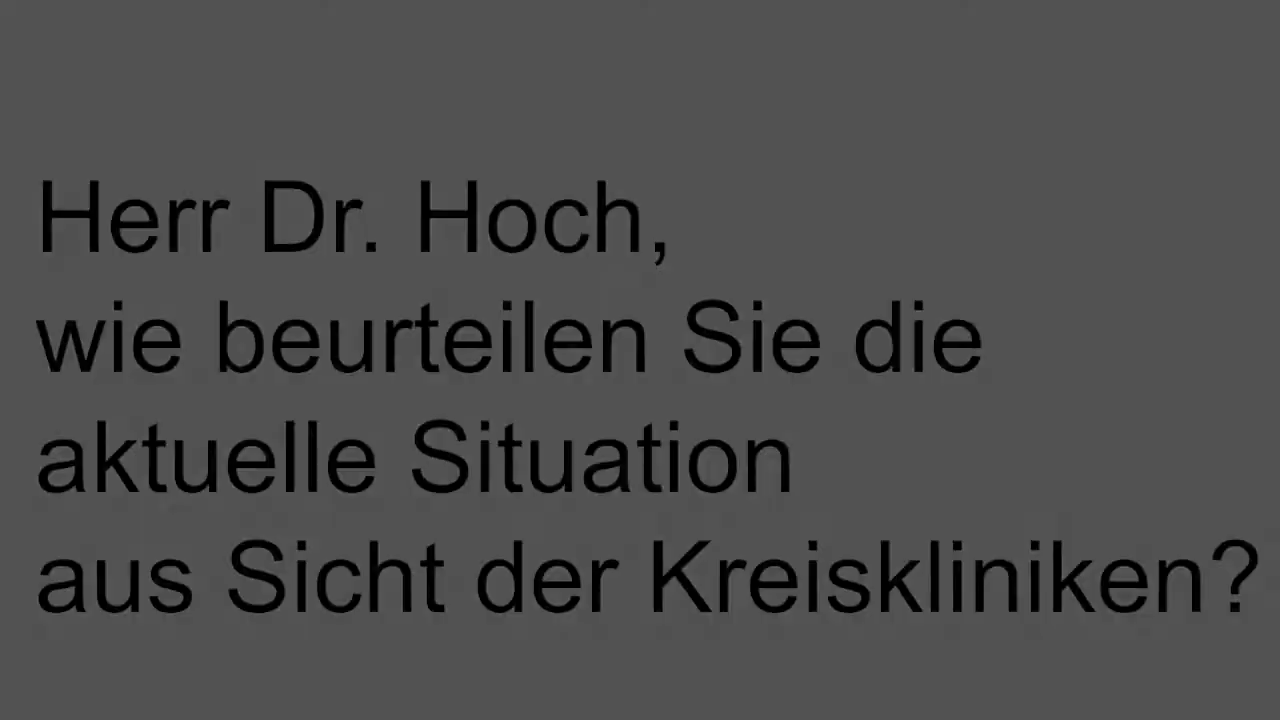 Herr Dr. Hoch,
wie beurteilen Sie die
aktuelle Situation
aus Sicht der Kreiskliniken?